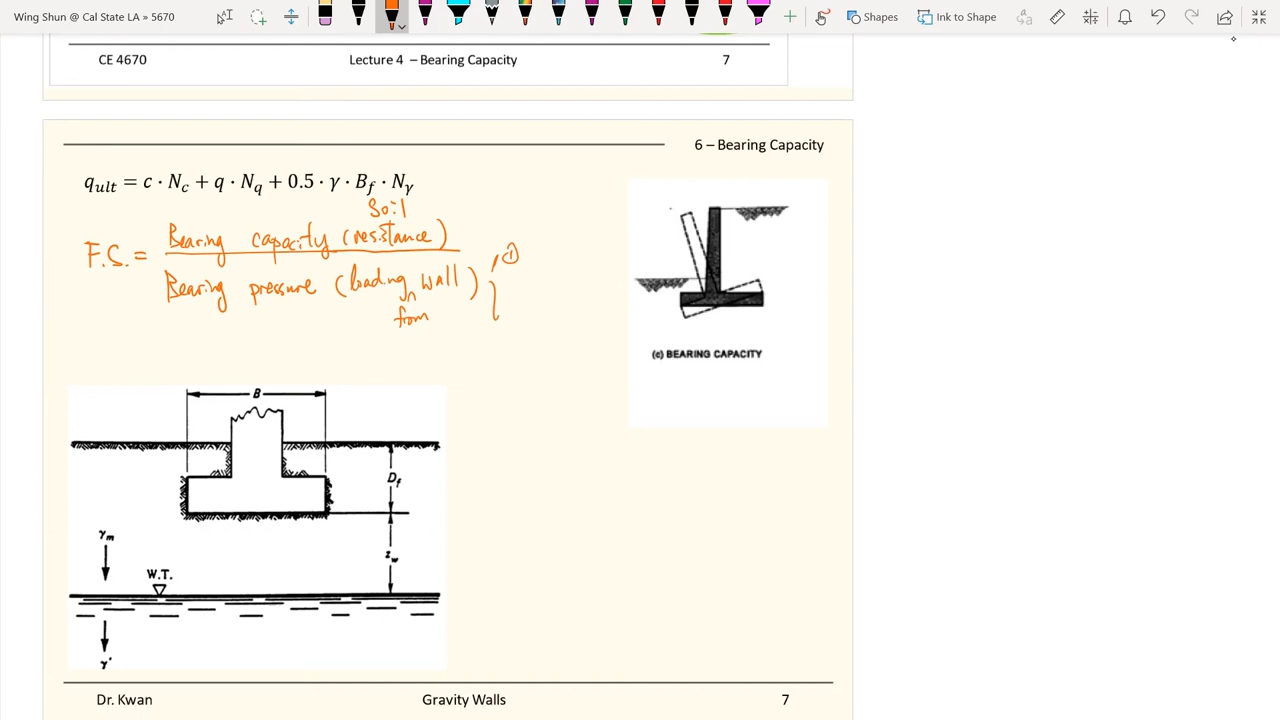 Wing Shun @ Cal State LA » 5670
Shapes
Ink to Shape
CE 4670
Lecture 4 – Bearing Capacity
7
6 – Bearing Capacity
q_ult = c · N_c + q · N_q + 0.5 · γ · B_f · N_γ
Soil
F.S. = Bearing capacity (resistance)
Bearing pressure (loading wall)
from
①
(c) BEARING CAPACITY
B
D_f
γ_m
z_w
W.T.
γ'
Dr. Kwan
Gravity Walls
7